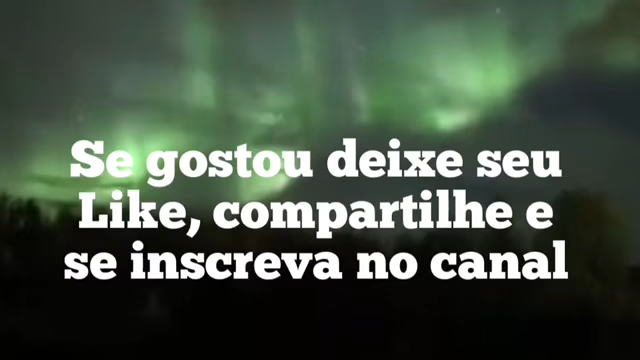 Se gostou deixe seu
Like, compartilhe e
se inscreva no canal